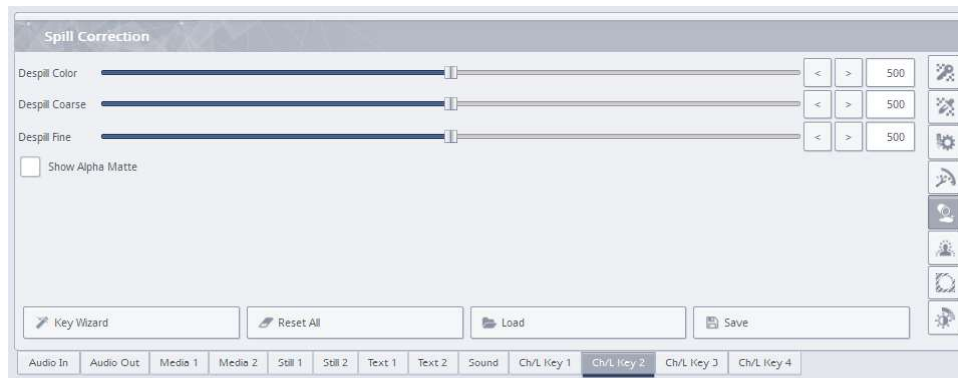 Spill Correction
Despill Color < > 500
Despill Coarse < > 500
Despill Fine < > 500
Show Alpha Matte
Key Wizard Reset All Load Save
Audio In Audio Out Media 1 Media 2 Still 1 Still 2 Text 1 Text 2 Sound Ch/L Key 1 Ch/L Key 2 Ch/L Key 3 Ch/L Key 4